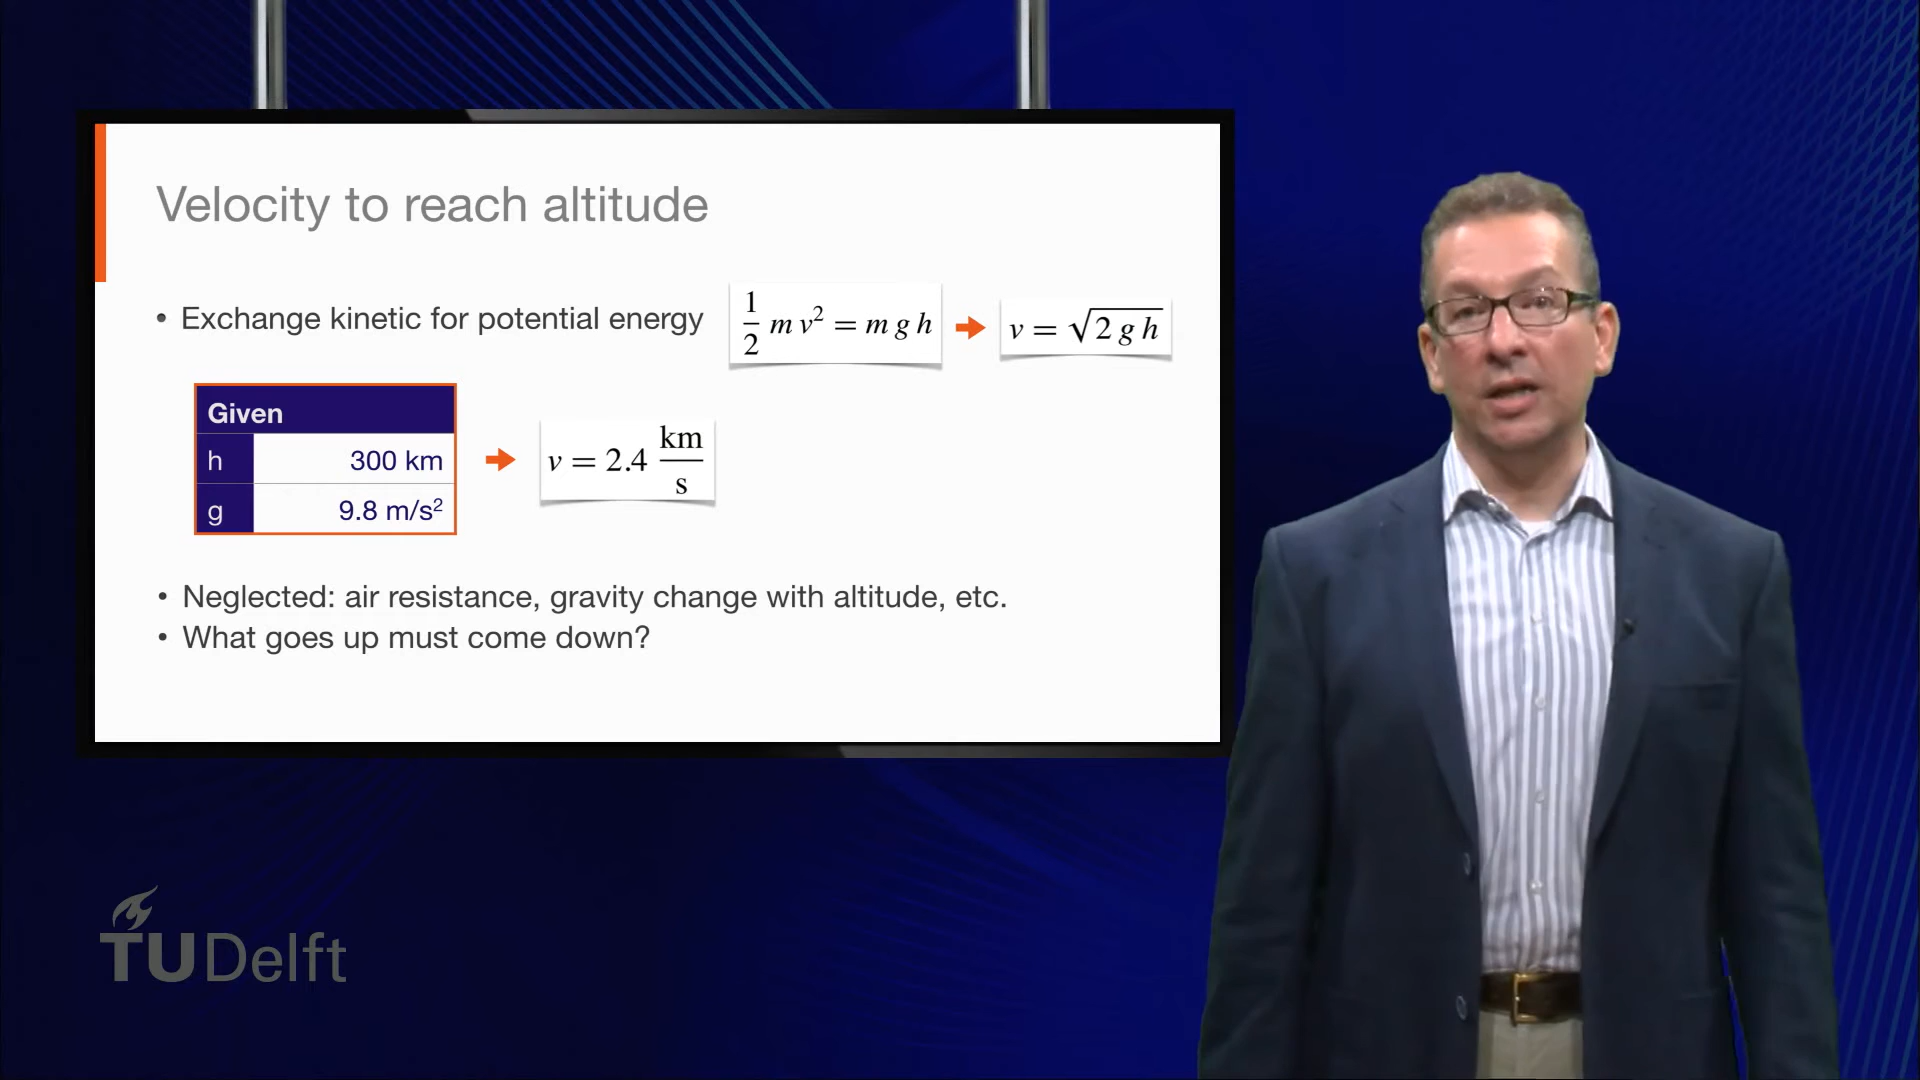 Velocity to reach altitude
• Exchange kinetic for potential energy
1/2 m v² = m g h
v = √2 g h
Given
h 300 km
g 9.8 m/s²
v = 2.4 km/s
• Neglected: air resistance, gravity change with altitude, etc.
• What goes up must come down?
TUDelft